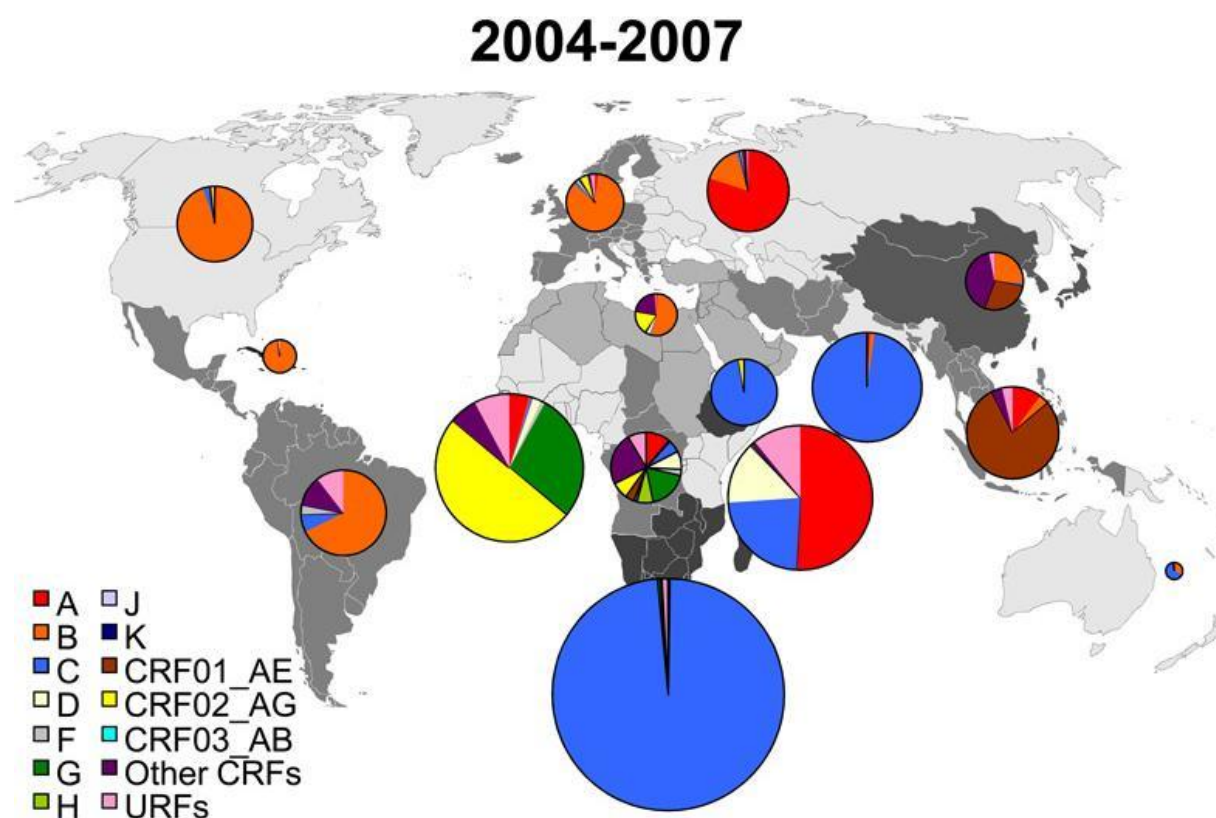 2004-2007
A
B
C
D
F
G
H
J
K
CRF01_AE
CRF02_AG
CRF03_AB
Other CRFs
URFs